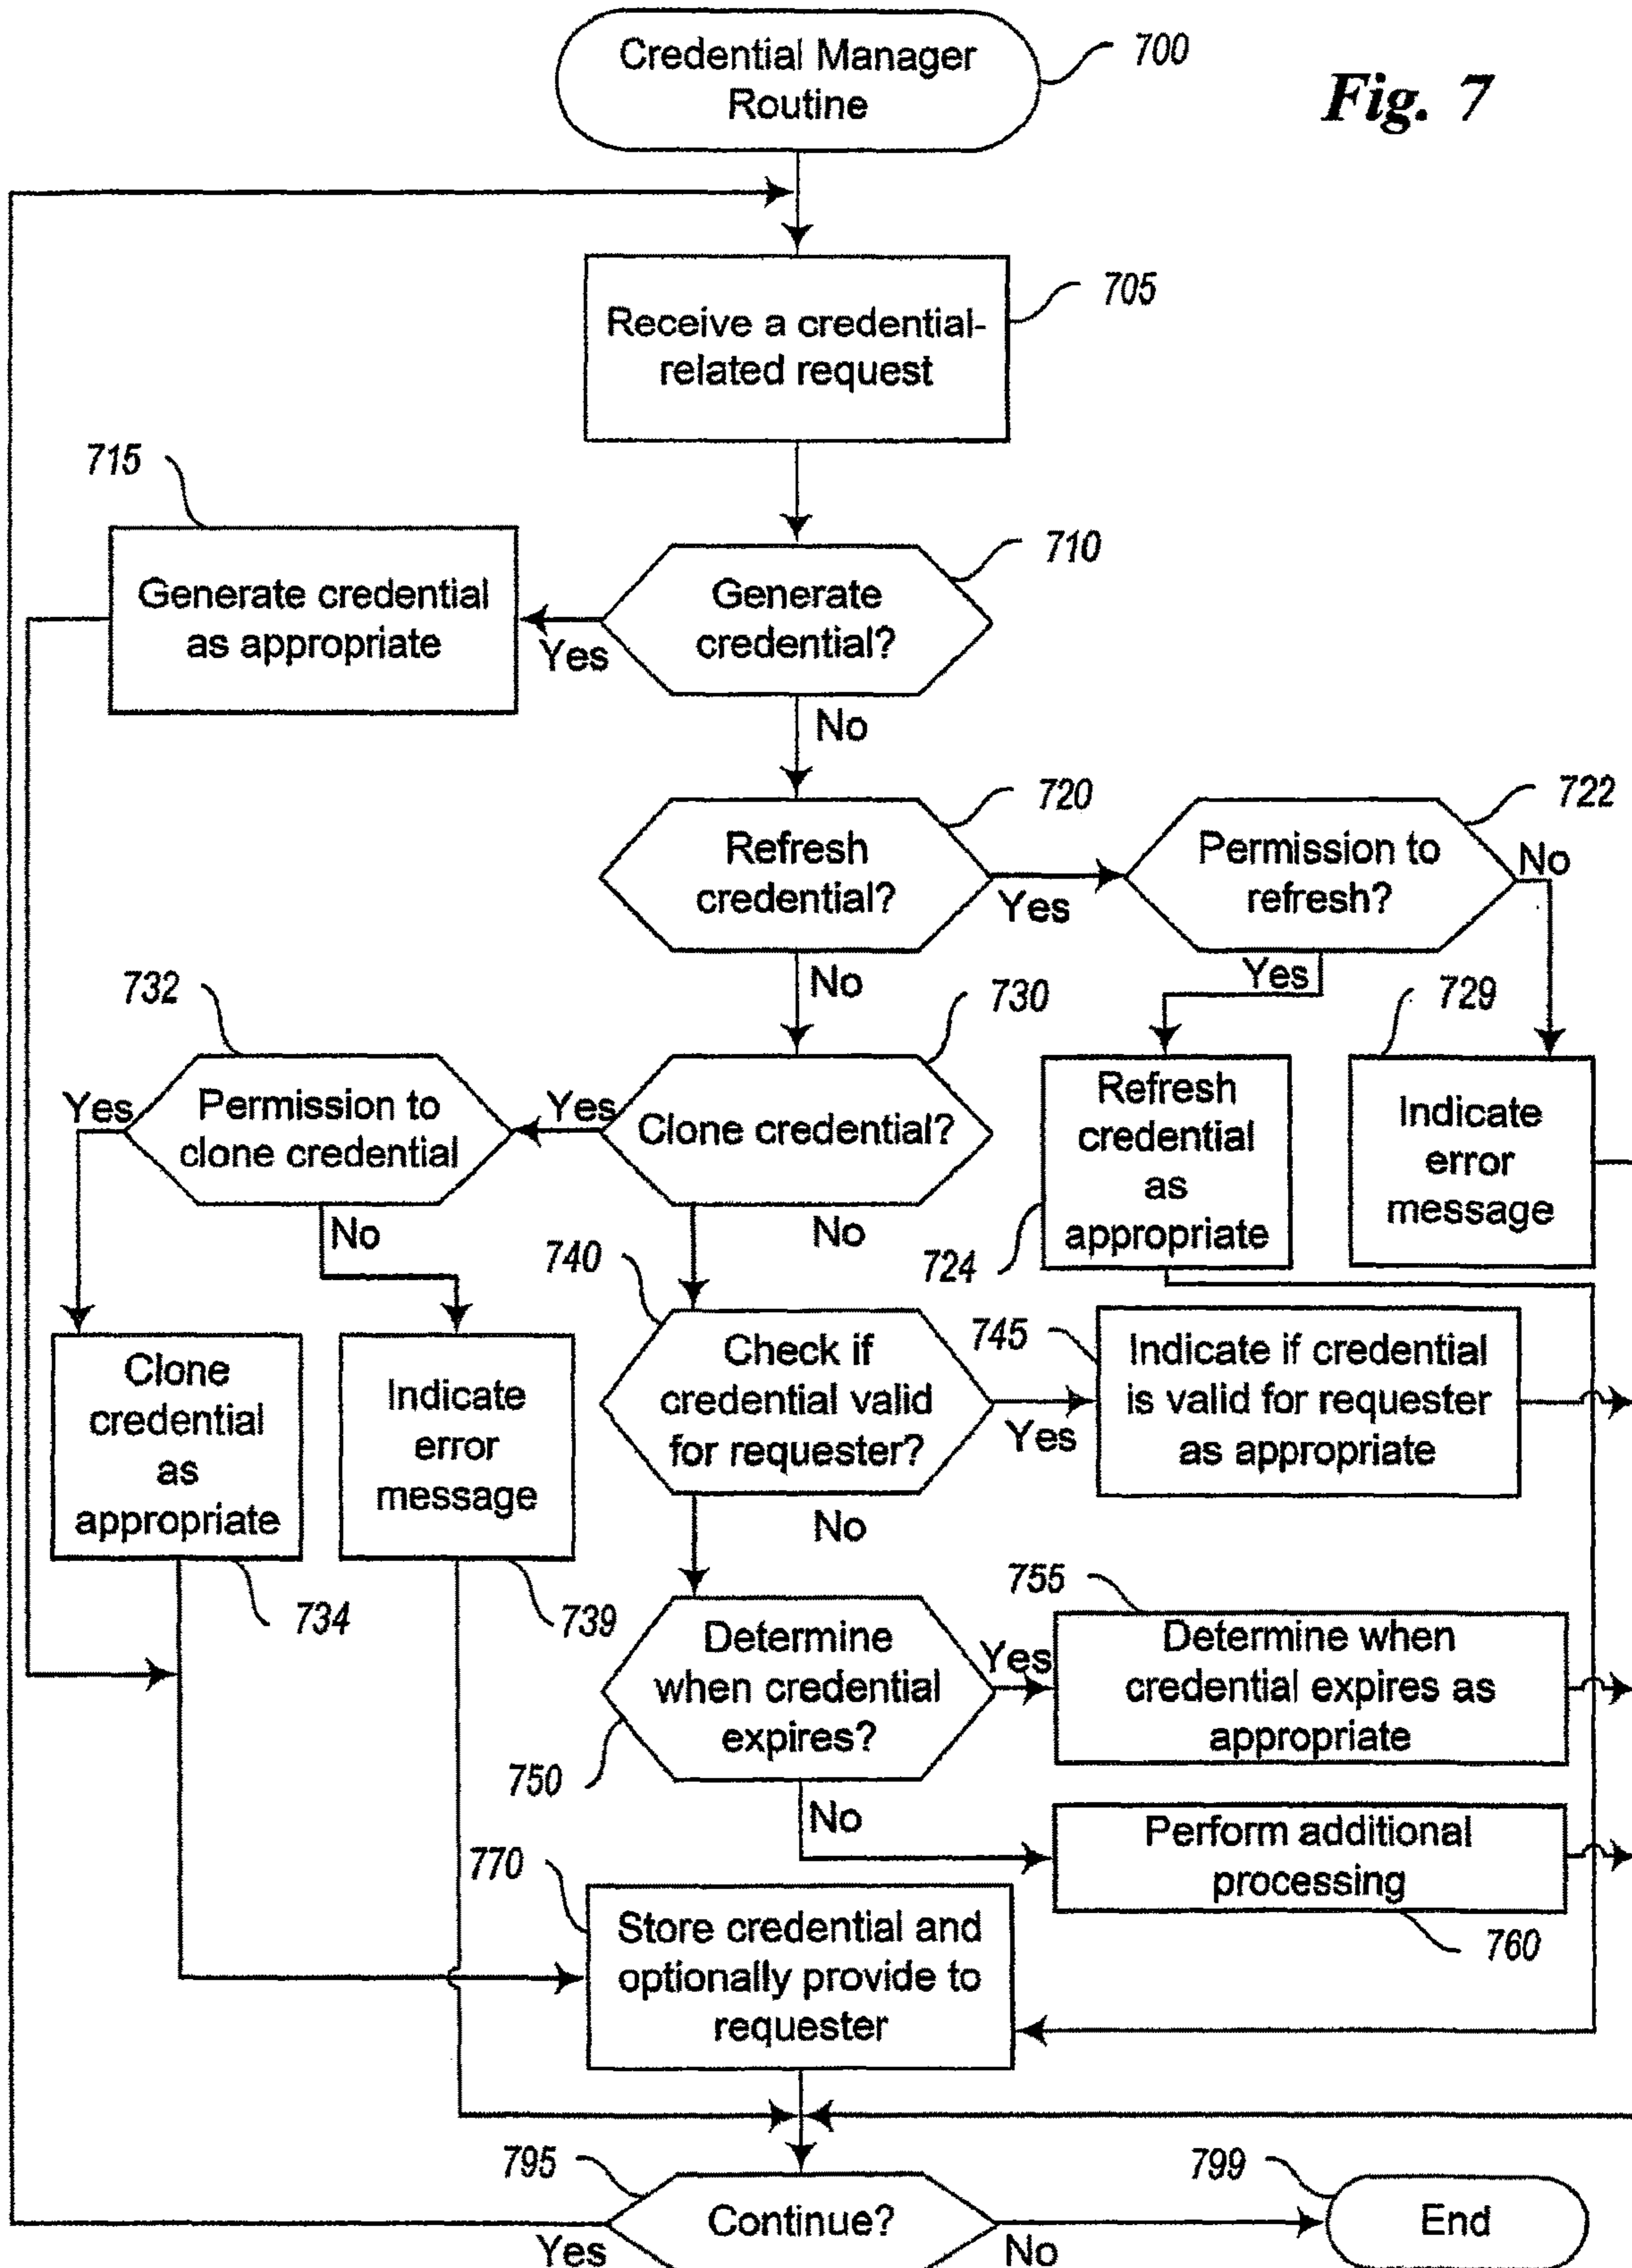 Credential Manager
Routine
700
Fig. 7
Receive a credential-
related request
705
715
Generate credential
as appropriate
710
Generate
credential?
Yes
No
720
Refresh
credential?
Yes
722
Permission to
refresh?
No
Yes
No
732
Permission to
clone credential
Yes
Yes
730
Clone credential?
No
No
724
Refresh
credential
as
appropriate
729
Indicate
error
message
740
Check if
credential valid
for requester?
Yes
No
745
Indicate if credential
is valid for requester
as appropriate
Clone
credential
as
appropriate
734
Indicate
error
message
739
750
Determine
when credential
expires?
Yes
No
755
Determine when
credential expires as
appropriate
Perform additional
processing
760
770
Store credential and
optionally provide to
requester
795
Continue?
Yes
No
799
End